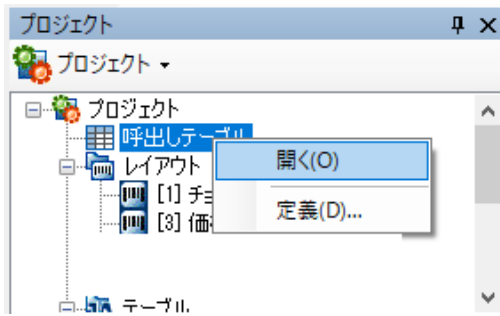 プロジェクト
プロジェクト
プロジェクト
呼出しテーブル
開く(O)
レイアウト
[1] チョ
定義(D)...
[3] 価
テーブル